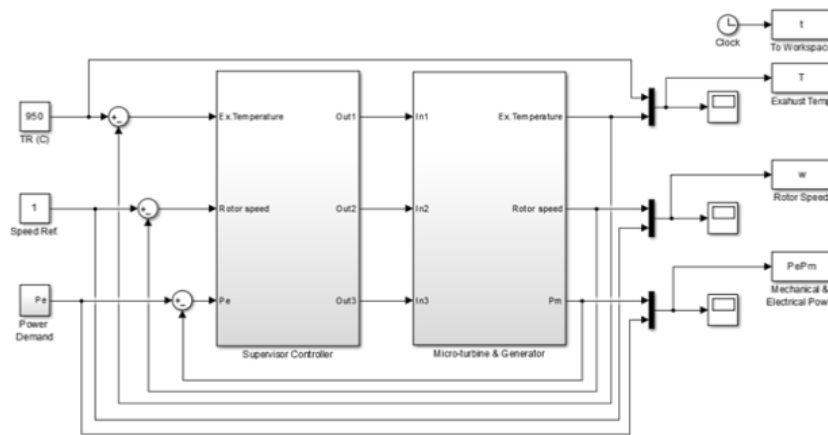 t
Clock
To Workspace
T
Exahust Temp
950
TR (C)
+
-
Ex.Temperature
Out1
In1
Ex.Temperature
w
Rotor Speed
1
Speed Ref.
+
-
Rotor speed
Out2
In2
Rotor speed
PePm
Mechanical &
Electrical Powe
Pe
Power
Demand
+
-
Pe
Out3
In3
Pm
Supervisor Controller
Micro-turbine & Generator